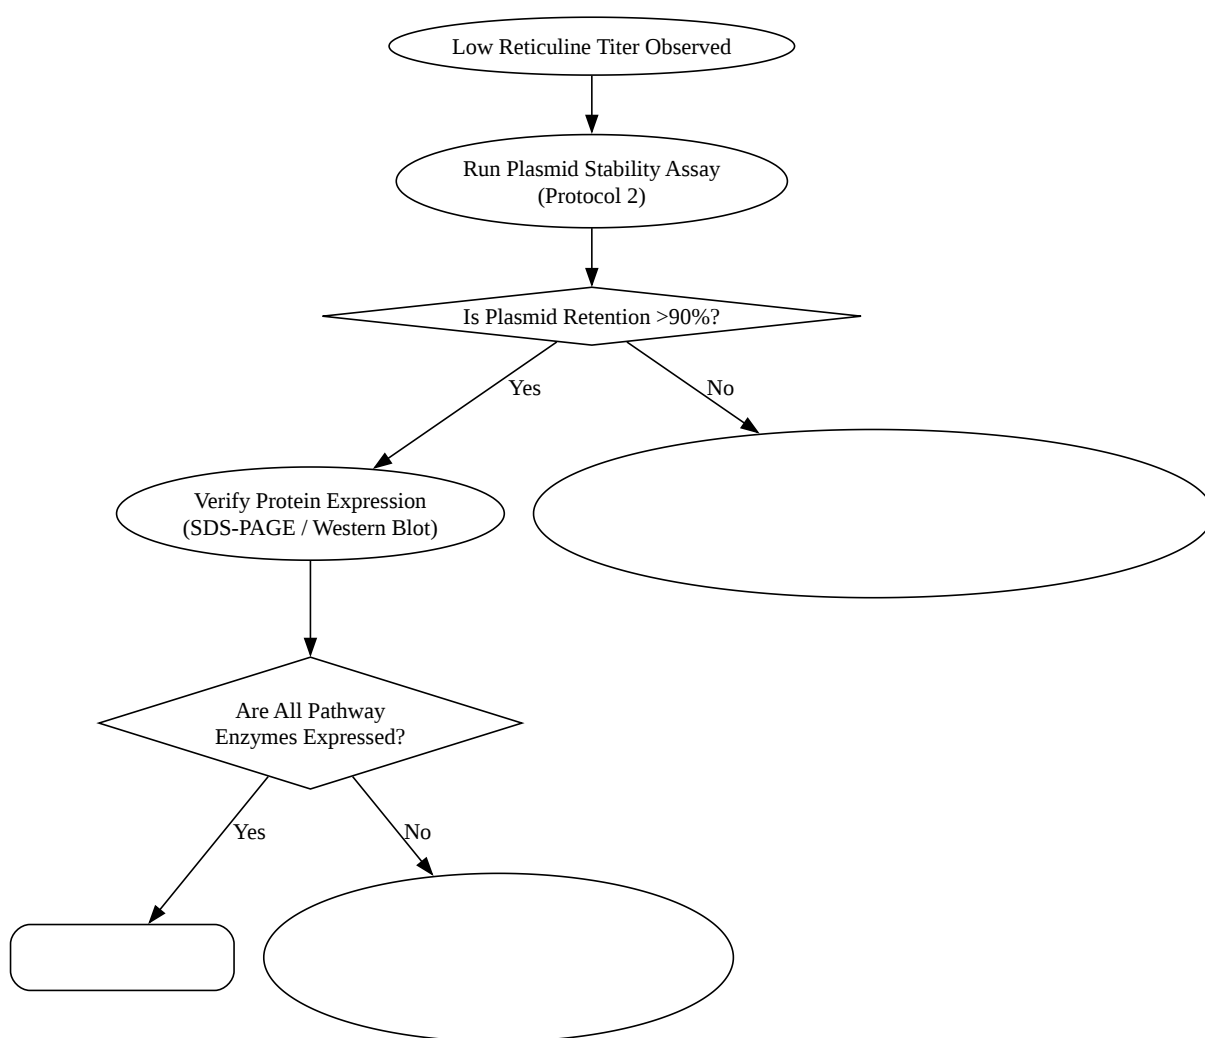 Low Reticuline Titer Observed
Run Plasmid Stability Assay
(Protocol 2)
Is Plasmid Retention >90%?
Yes
No
Verify Protein Expression
(SDS-PAGE / Western Blot)
Are All Pathway
Enzymes Expressed?
Yes
No